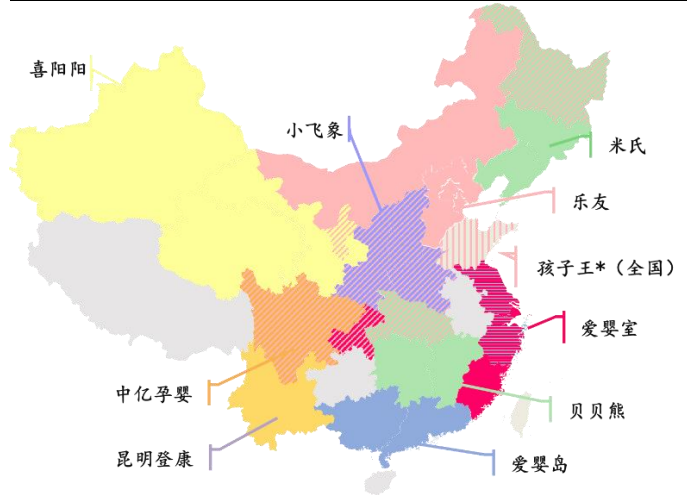 喜阳阳
小飞象
米氏
乐友
孩子王*（全国）
爱婴室
中亿孕婴
贝贝熊
昆明登康
爱婴岛